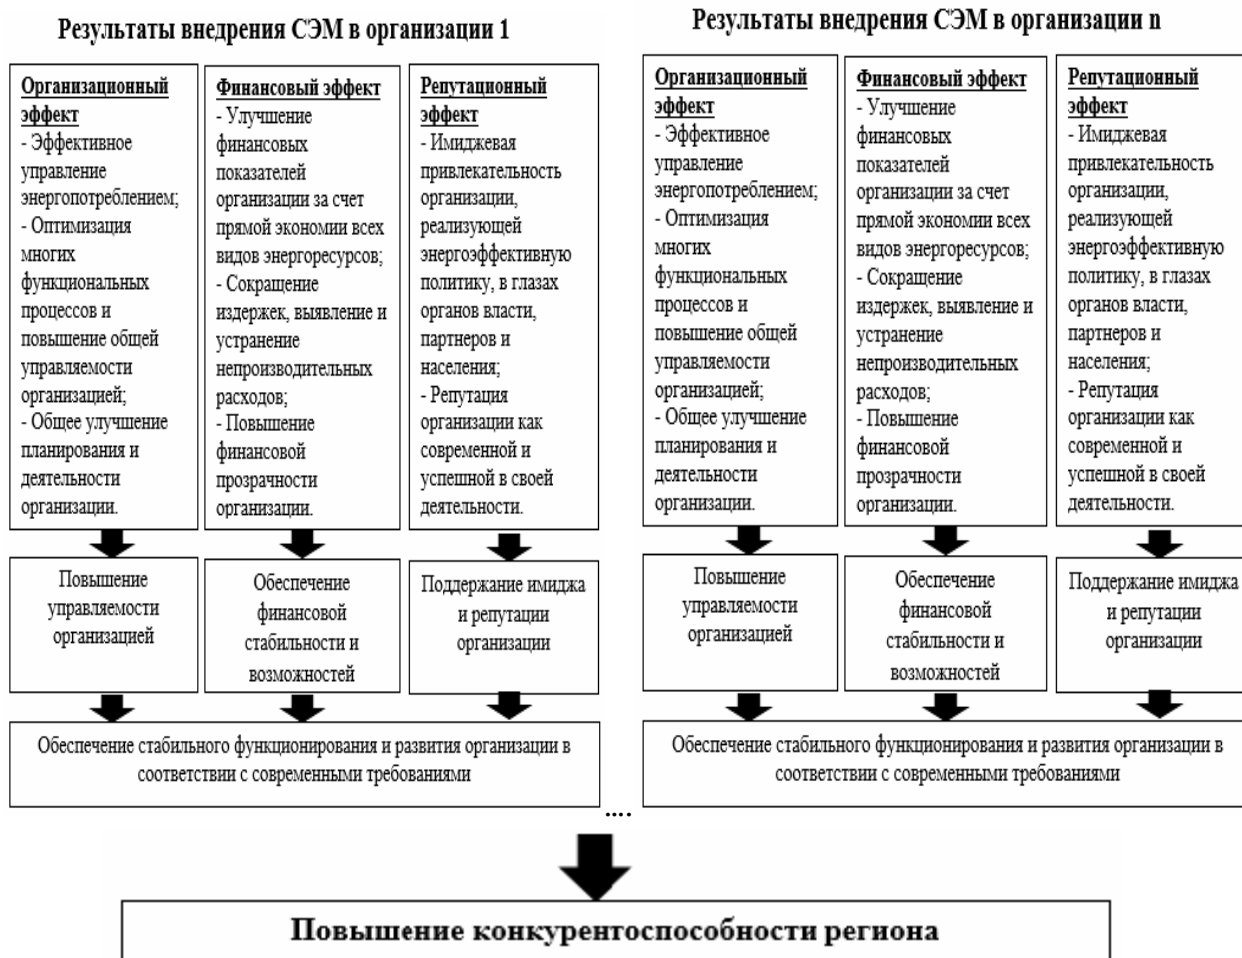 Результаты внедрения СЭМ в организации 1
Организационный
эффект
- Эффективное
управление
энергопотреблением;
- Оптимизация
многих
функциональных
процессов и
повышение общей
управляемости
организацией;
- Общее улучшение
планирования и
деятельности
организации.
Финансовый эффект
- Улучшение
финансовых
показателей
организации за счет
прямой экономии всех
видов энергоресурсов;
- Сокращение
издержек, выявление и
устранение
непроизводительных
расходов;
- Повышение
финансовой
прозрачности
организации.
Репутационный
эффект
- Имиджевая
привлекательность
организации,
реализующей
энергоэффективную
политику, в глазах
органов власти,
партнеров и
населения;
- Репутация
организации как
современной и
успешной в своей
деятельности.
Повышение
управляемости
организацией
Обеспечение
финансовой
стабильности и
возможностей
Поддержание имиджа
и репутации
организации
Обеспечение стабильного функционирования и развития организации в
соответствии с современными требованиями
....
Результаты внедрения СЭМ в организации n
Организационный
эффект
- Эффективное
управление
энергопотреблением;
- Оптимизация
многих
функциональных
процессов и
повышение общей
управляемости
организацией;
- Общее улучшение
планирования и
деятельности
организации.
Финансовый эффект
- Улучшение
финансовых
показателей
организации за счет
прямой экономии всех
видов энергоресурсов;
- Сокращение
издержек, выявление и
устранение
непроизводительных
расходов;
- Повышение
финансовой
прозрачности
организации.
Репутационный
эффект
- Имиджевая
привлекательность
организации,
реализующей
энергоэффективную
политику, в глазах
органов власти,
партнеров и
населения;
- Репутация
организации как
современной и
успешной в своей
деятельности.
Повышение
управляемости
организацией
Обеспечение
финансовой
стабильности и
возможностей
Поддержание имиджа
и репутации
организации
Обеспечение стабильного функционирования и развития организации в
соответствии с современными требованиями
Повышение конкурентоспособности региона